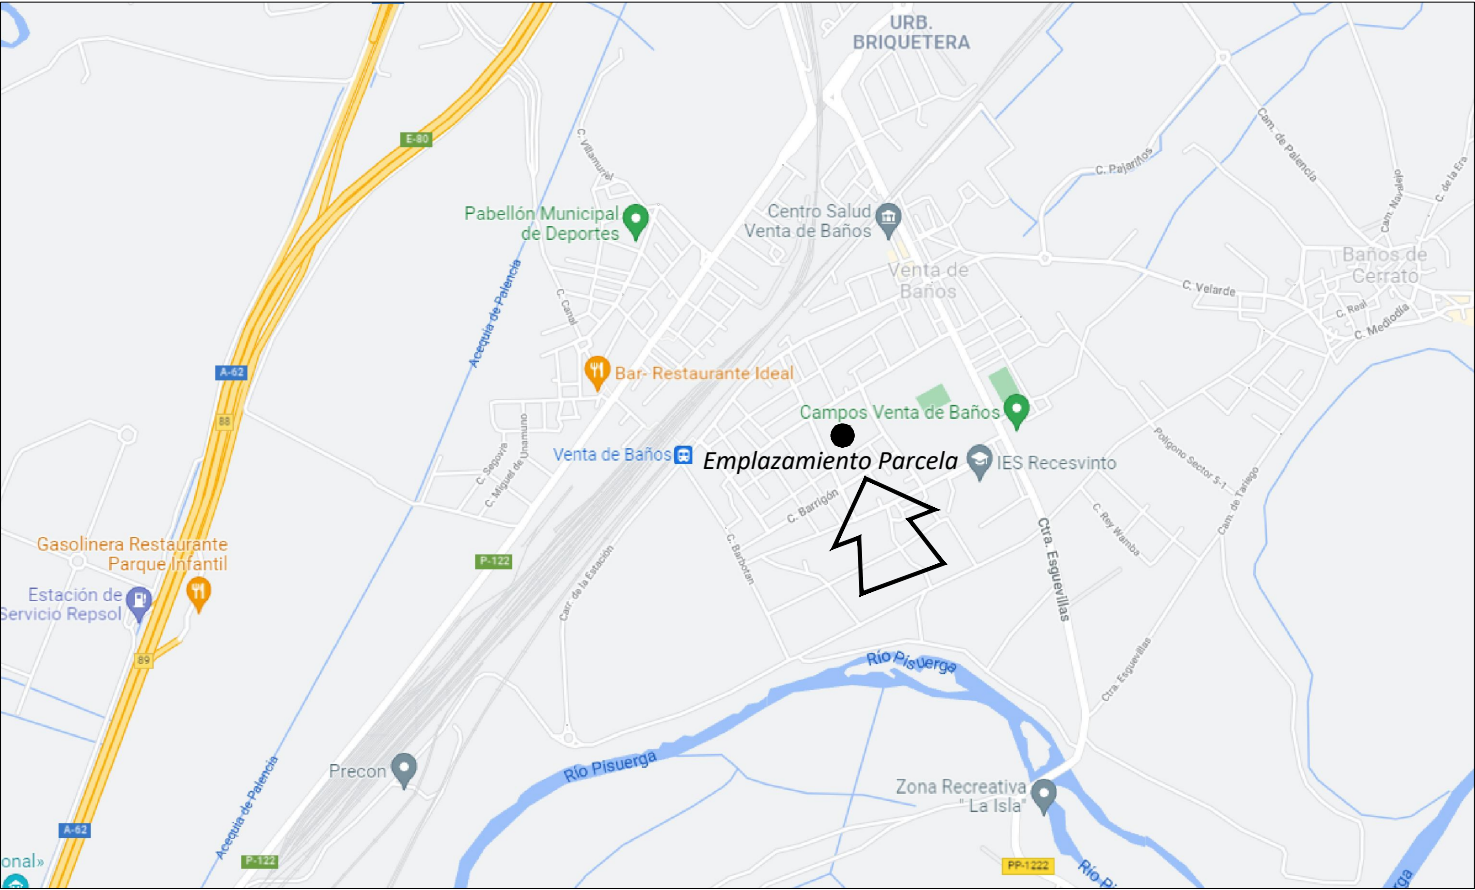 URB.
BRIQUETERA
E-80
C. Villamuriel
Cam. de Palencia
C. Pajarillos
C. de la Era
Pabellón Municipal
de Deportes
Centro Salud
Venta de Baños
Venta de
Baños
Baños de
Cerrato
C. Velarde
C. Real
C. Mediodía
Acequia de Palencia
C. Canal
A-62
Bar- Restaurante Ideal
88
Campos Venta de Baños
Venta de Baños
Emplazamiento Parcela
IES Recesvinto
C. Segovia
C. Miguel de Unamuno
C. Barrigón
Polígono Sector s-1
Cam. de Tariego
C. Rey Wamba
Ctra. Esguevillas
Gasolinera Restaurante
Parque Infantil
P-122
C. Barbotan
Carr. de la Estación
Estación de
Servicio Repsol
89
Río Pisuerga
Ctra. Esguevillas
Río Pisuerga
Precon
Zona Recreativa
" La Isla"
Acequia de Palencia
A-62
P-122
PP-1222
onal»
Río Pi
rga